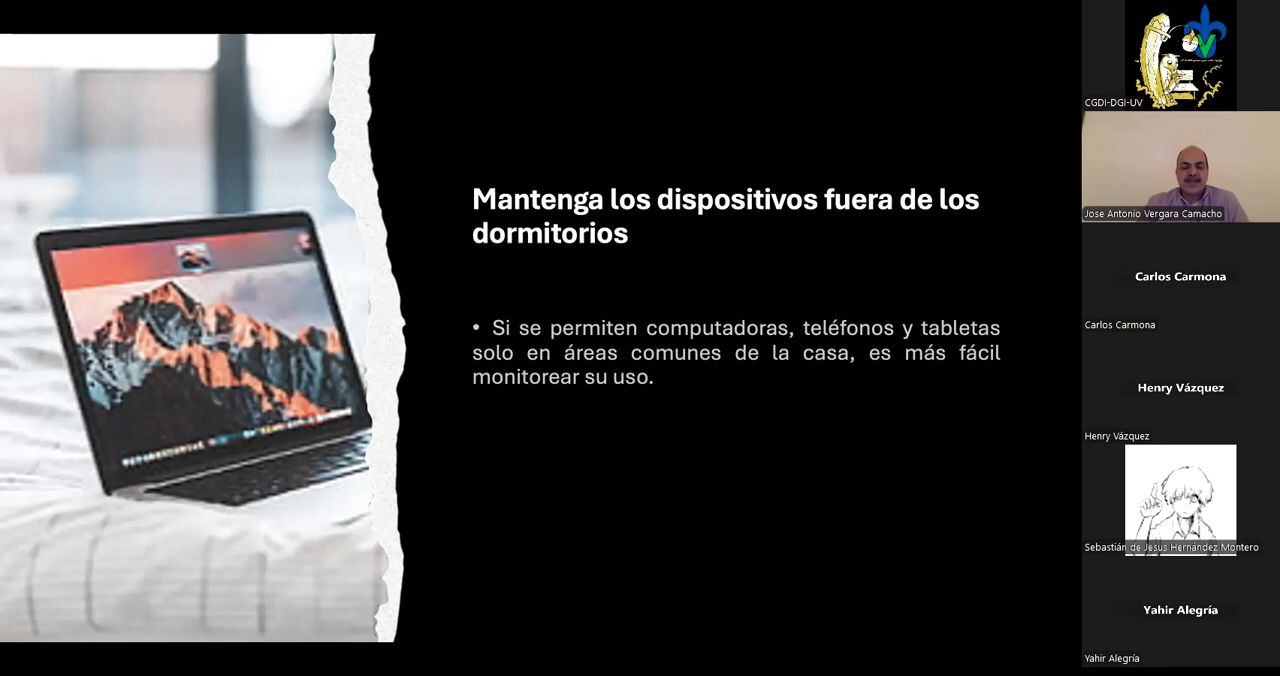 Mantenga los dispositivos fuera de los
dormitorios
• Si se permiten computadoras, teléfonos y tabletas
solo en áreas comunes de la casa, es más fácil
monitorear su uso.
CGDI-DGI-UV
Jose Antonio Vergara Camacho
Carlos Carmona
Carlos Carmona
Henry Vázquez
Henry Vázquez
Sebastián de Jesus Hernández Montero
Yahir Alegría
Yahir Alegría